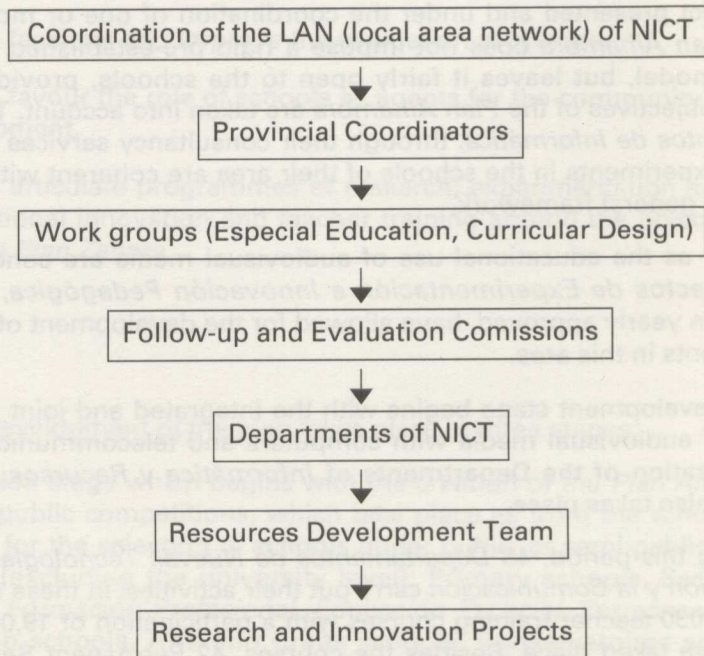 Coordination of the LAN (local area network) of NICT
Provincial Coordinators
Work groups (Especial Education, Curricular Design)
Follow-up and Evaluation Comissions
Departments of NICT
Resources Development Team
Research and Innovation Projects